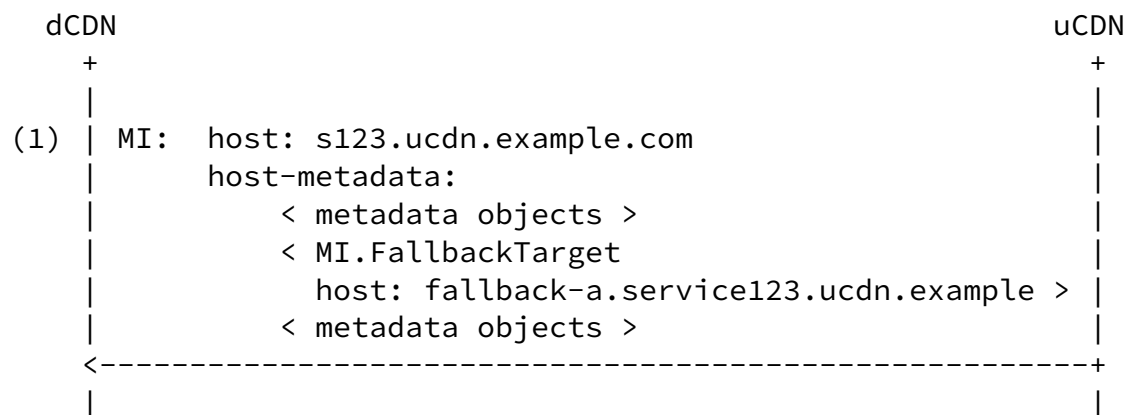 dCDN uCDN
+ +
| |
(1) | MI: host: s123.ucdn.example.com |
| host-metadata: |
| < metadata objects > |
| < MI.FallbackTarget |
| host: fallback-a.service123.ucdn.example > |
| < metadata objects > |
<-------------------------------------------------------+
| |